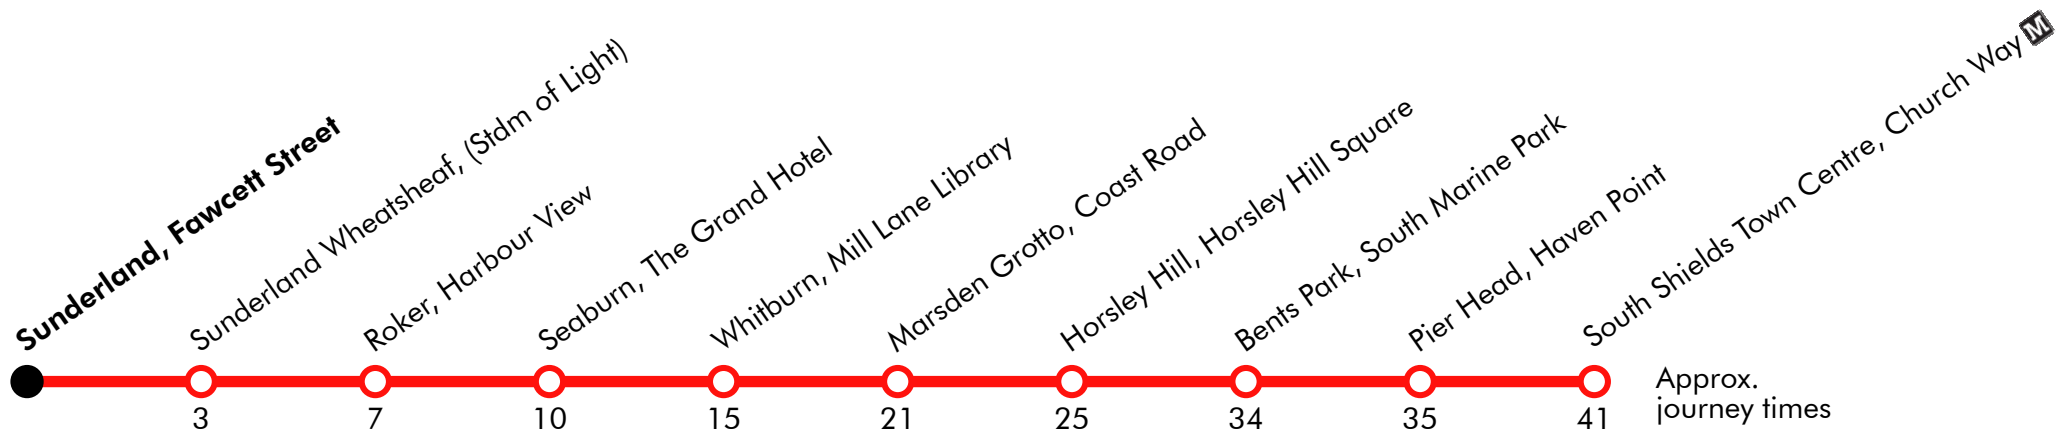 Sunderland, Fawcett Street
Sunderland Wheatsheaf, (Stdm of Light)
Roker, Harbour View
Seaburn, The Grand Hotel
Whitburn, Mill Lane Library
Marsden Grotto, Coast Road
Horsley Hill, Horsley Hill Square
Bents Park, South Marine Park
Pier Head, Haven Point
South Shields Town Centre, Church Way M
3 7 10 15 21 25 34 35 41
Approx.
journey times